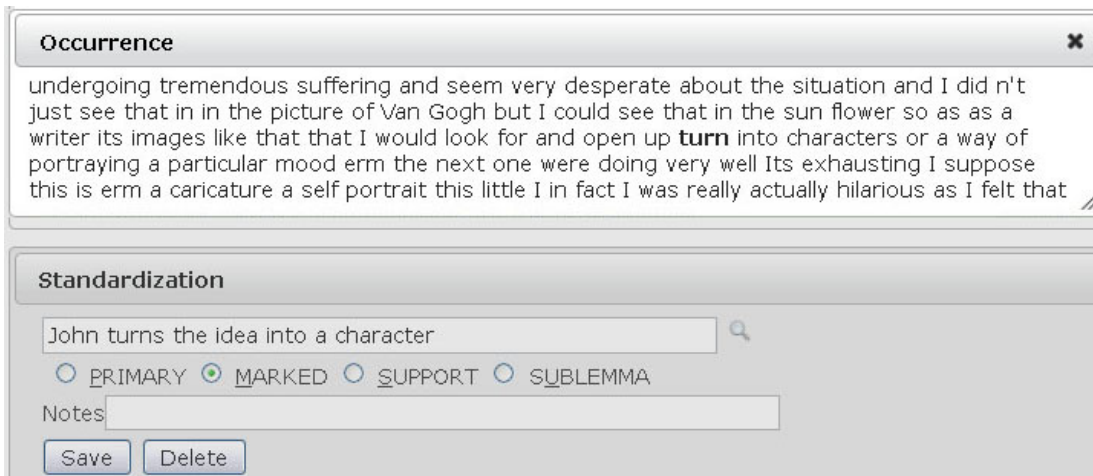 Occurrence
undergoing tremendous suffering and seem very desperate about the situation and I did n't
just see that in in the picture of Van Gogh but I could see that in the sun flower so as as a
writer its images like that that I would look for and open up turn into characters or a way of
portraying a particular mood erm the next one were doing very well Its exhausting I suppose
this is erm a caricature a self portrait this little I in fact I was really actually hilarious as I felt that
Standardization
John turns the idea into a character
PRIMARY MARKED SUPPORT SUBLEMMA
Notes
Save Delete